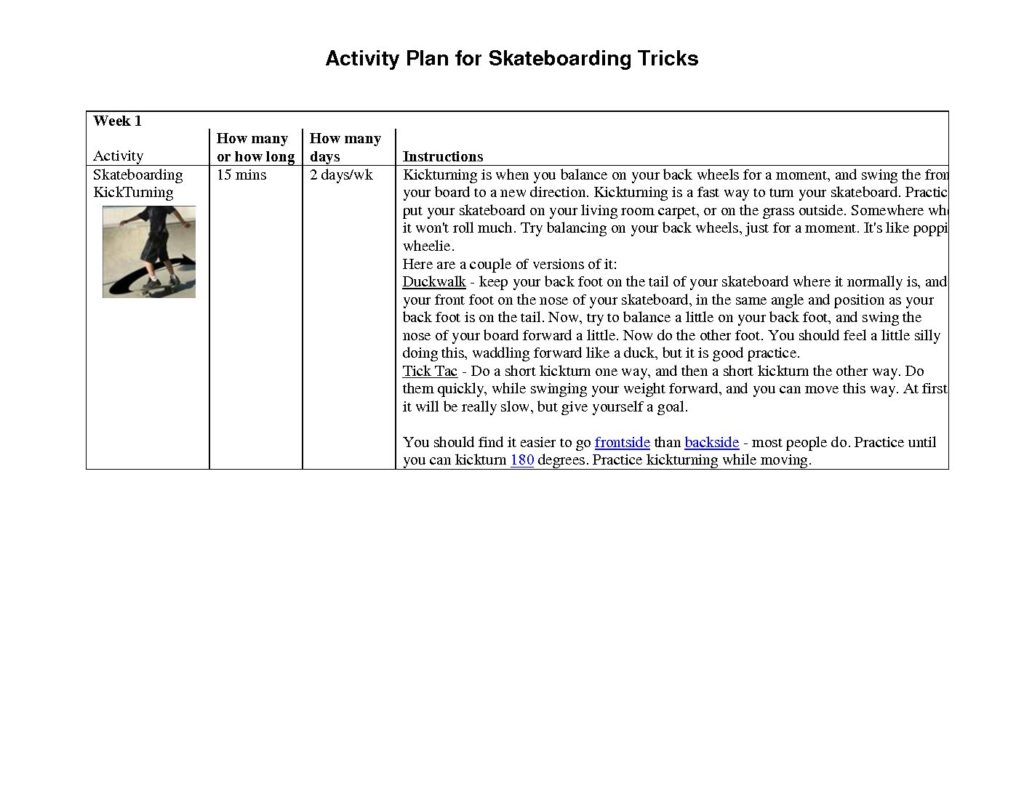 Activity Plan for Skateboarding Tricks
Week 1
Activity
How many
or how long
How many
days
Instructions
Skateboarding
KickTurning
15 mins
2 days/wk
Kickturning is when you balance on your back wheels for a moment, and swing the fron
your board to a new direction. Kickturning is a fast way to turn your skateboard. Practic
put your skateboard on your living room carpet, or on the grass outside. Somewhere whe
it won't roll much. Try balancing on your back wheels, just for a moment. It's like poppi
wheelie.
Here are a couple of versions of it:
Duckwalk - keep your back foot on the tail of your skateboard where it normally is, and
your front foot on the nose of your skateboard, in the same angle and position as your
back foot is on the tail. Now, try to balance a little on your back foot, and swing the
nose of your board forward a little. Now do the other foot. You should feel a little silly
doing this, waddling forward like a duck, but it is good practice.
Tick Tac - Do a short kickturn one way, and then a short kickturn the other way. Do
them quickly, while swinging your weight forward, and you can move this way. At first
it will be really slow, but give yourself a goal.
You should find it easier to go frontside than backside - most people do. Practice until
you can kickturn 180 degrees. Practice kickturning while moving.